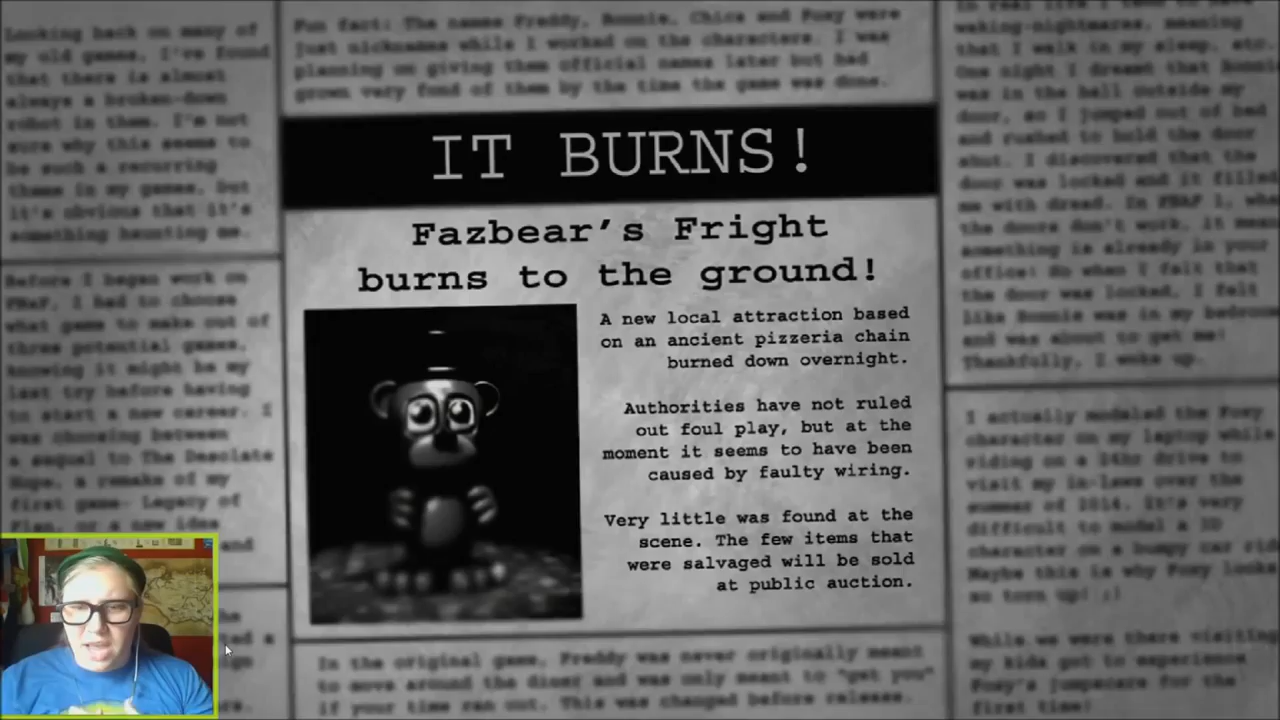 Looking back on many of
my old games, I've found
that there is almost
always a broken-down
robot in them. I'm not
sure why this seems to
be such a recurring
theme in my games, but
it's obvious that it's
something haunting me.
Before I began work on
FNaF, I had to choose
what game to make out of
three potential games,
knowing it might be my
last try before having
to start a new career. I
was choosing between
a sequel to The Desolate
Hope, a remake of my
first game- Legacy of
Flan, or a new idea
and
Fun fact: The names Freddy, Bonnie, Chica and Foxy were
just nicknames while I worked on the characters. I was
planning on giving them official names later but had
grown very fond of them by the time the game was done.
IT BURNS!
Fazbear's Fright
burns to the ground!
A new local attraction based
on an ancient pizzeria chain
burned down overnight.
Authorities have not ruled
out foul play, but at the
moment it seems to have been
caused by faulty wiring.
Very little was found at the
scene. The few items that
were salvaged will be sold
at public auction.
In the original game, Freddy was never originally meant
to move around the diner and was only meant to "get you"
if your time ran out. This was changed before release.
In real life I tend to have
waking-nightmares, meaning
that I walk in my sleep, etc.
One night I dreamt that Bonnie
was in the hall outside my
door, so I jumped out of bed
and rushed to hold the door
shut. I discovered that the
door was locked and it filled
me with dread. In FNAF 1, when
the doors don't work, it means
something is already in your
office! So when I felt that
the door was locked, I felt
like Bonnie was in my bedroom
and was about to get me!
Thankfully, I woke up.
I actually modeled the Foxy
character on my laptop while
riding on a 24hr drive to
visit my in-laws over the
summer of 2014. It's very
difficult to model a 3D
character on a bumpy car ride
Maybe this is why Foxy looks
so torn up! ;)
While we were there visiting
my kids got to experience
Foxy's jumpscare for the
first time!